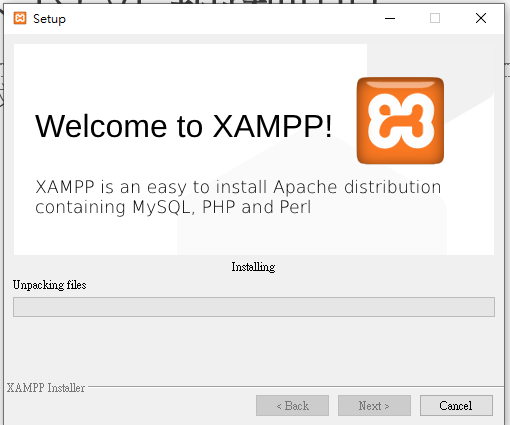 Setup
Welcome to XAMPP!
XAMPP is an easy to install Apache distribution
containing MySQL, PHP and Perl
Installing
Unpacking files
XAMPP Installer
< Back
Next >
Cancel